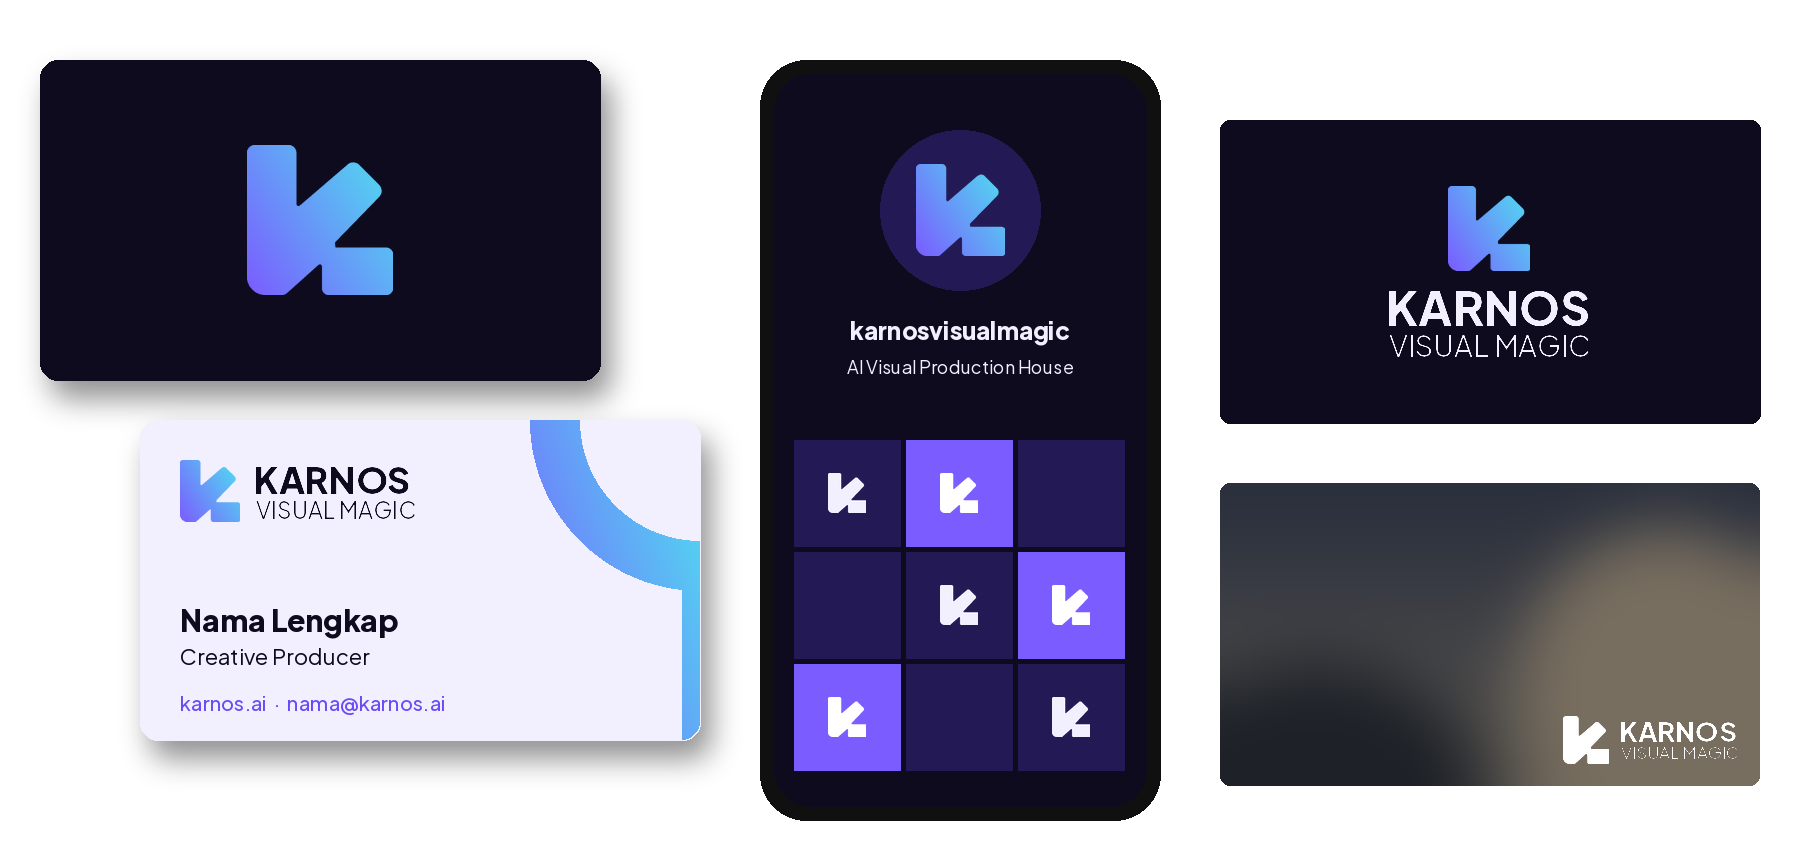 KARNOS
VISUAL MAGIC
Nama Lengkap
Creative Producer
karnos.ai · nama@karnos.ai
karnosvisualmagic
AI Visual Production House
KARNOS
VISUAL MAGIC
KARNOS
VISUAL MAGIC